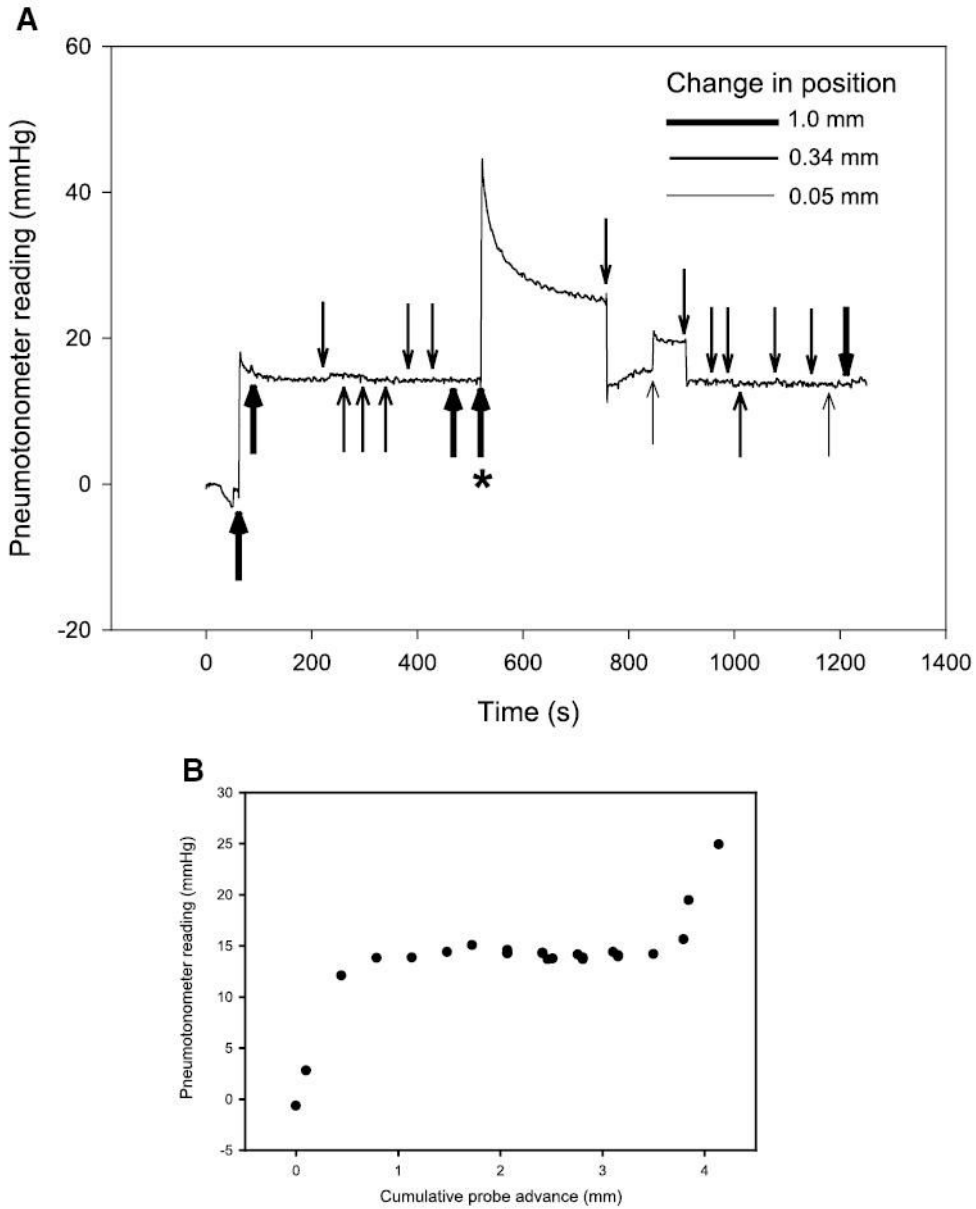 A
Pneumotonometer reading (mmHg)
60
40
20
0
-20
Change in position
1.0 mm
0.34 mm
0.05 mm
*
0 200 400 600 800 1000 1200 1400
Time (s)
B
Pneumotonometer reading (mmHg)
30
25
20
15
10
5
0
-5
0 1 2 3 4
Cumulative probe advance (mm)